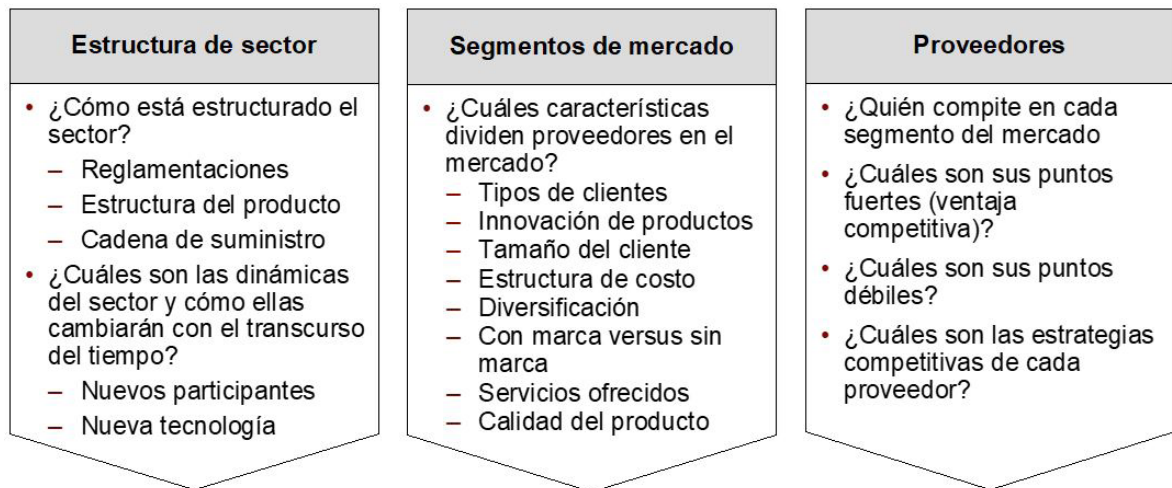 Estructura de sector
• ¿Cómo está estructurado el
sector?
– Reglamentaciones
– Estructura del producto
– Cadena de suministro
• ¿Cuáles son las dinámicas
del sector y cómo ellas
cambiarán con el transcurso
del tiempo?
– Nuevos participantes
– Nueva tecnología
Segmentos de mercado
• ¿Cuáles características
dividen proveedores en el
mercado?
– Tipos de clientes
– Innovación de productos
– Tamaño del cliente
– Estructura de costo
– Diversificación
– Con marca versus sin
marca
– Servicios ofrecidos
– Calidad del producto
Proveedores
• ¿Quién compite en cada
segmento del mercado
• ¿Cuáles son sus puntos
fuertes (ventaja
competitiva)?
• ¿Cuáles son sus puntos
débiles?
• ¿Cuáles son las estrategias
competitivas de cada
proveedor?